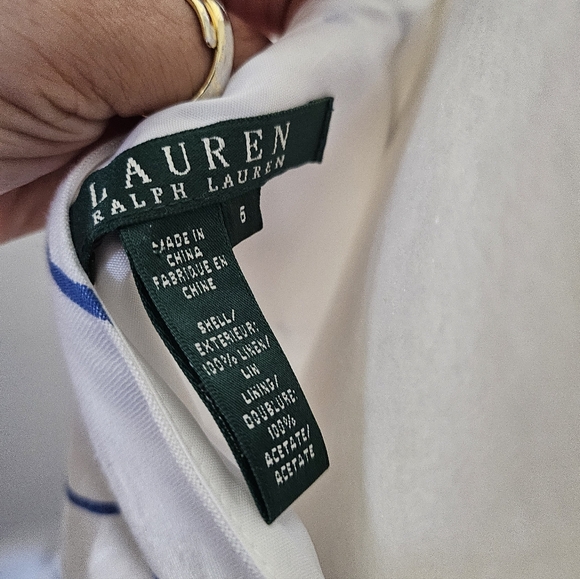 LAUREN
RALPH LAUREN
6
MADE IN
CHINA
FABRIQUE EN
CHINE
SHELL/
EXTERIEUR:
100% LINEN/
LIN
LINING/
DOUBLURE:
100%
ACETATE/
ACETATE